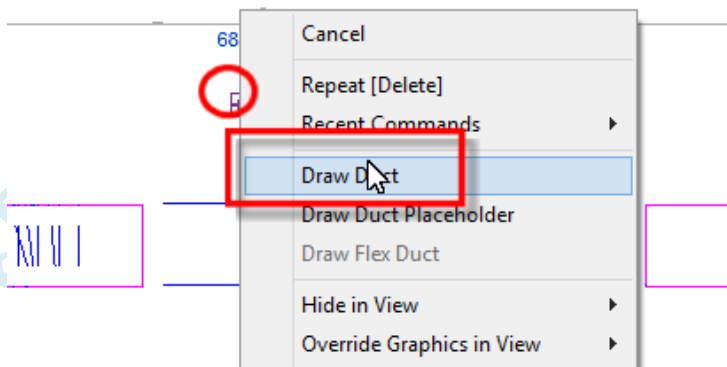 68
Cancel
Repeat [Delete]
Recent Commands
Draw Duct
Draw Duct Placeholder
Draw Flex Duct
Hide in View
Override Graphics in View